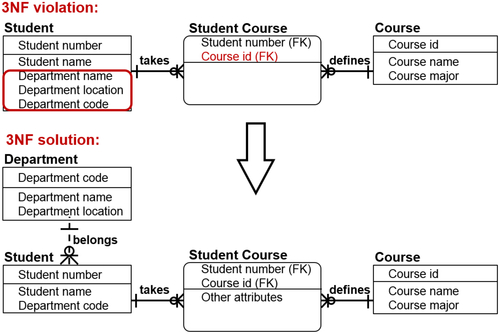 3NF violation:
Student
Student number
Student name
Department name
Department location
Department code
takes
Student Course
Student number (FK)
Course id (FK)
defines
Course
Course id
Course name
Course major
3NF solution:
Department
Department code
Department name
Department location
belongs
Student
Student number
Student name
Department code
takes
Student Course
Student number (FK)
Course id (FK)
Other attributes
defines
Course
Course id
Course name
Course major